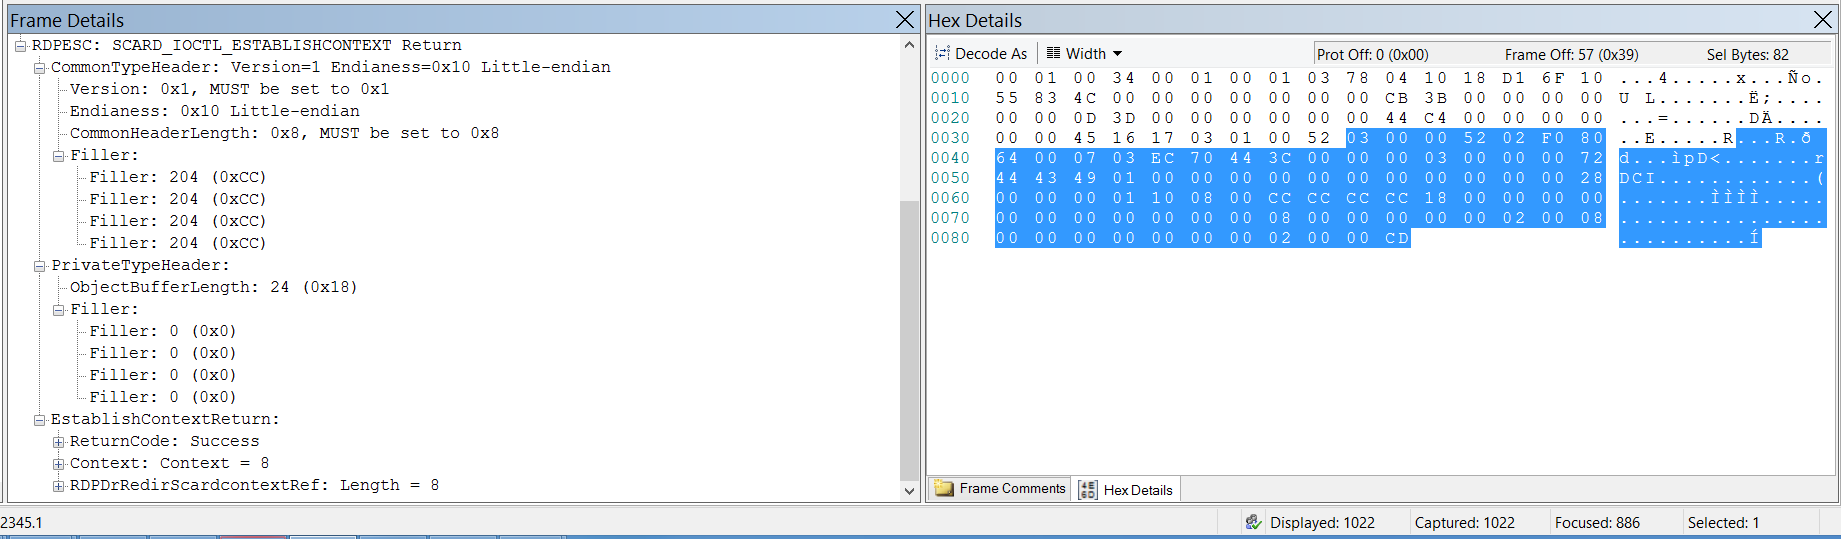 Frame Details
RDPESC: SCARD_IOCTL_ESTABLISHCONTEXT Return
CommonTypeHeader: Version=1 Endianess=0x10 Little-endian
Version: 0x1, MUST be set to 0x1
Endianess: 0x10 Little-endian
CommonHeaderLength: 0x8, MUST be set to 0x8
Filler:
Filler: 204 (0xCC)
Filler: 204 (0xCC)
Filler: 204 (0xCC)
Filler: 204 (0xCC)
PrivateTypeHeader:
ObjectBufferLength: 24 (0x18)
Filler:
Filler: 0 (0x0)
Filler: 0 (0x0)
Filler: 0 (0x0)
Filler: 0 (0x0)
EstablishContextReturn:
ReturnCode: Success
Context: Context = 8
RDPDrRedirScardcontextRef: Length = 8
Hex Details
Decode As Width Prot Off: 0 (0x00) Frame Off: 57 (0x39) Sel Bytes: 82
0000 00 01 00 34 00 01 00 01 03 78 04 10 18 D1 6F 10 ...4.....x...Ño.
0010 55 83 4C 00 00 00 00 00 00 00 CB 3B 00 00 00 00 U L.......Ë;....
0020 00 00 0D 3D 00 00 00 00 00 00 44 C4 00 00 00 00 ...=......DÄ....
0030 00 00 45 16 17 03 01 00 52 03 00 00 52 02 F0 80 ..E.....R...R.ð
0040 64 00 07 03 EC 70 44 3C 00 00 00 03 00 00 00 72 d...ìpD<.......r
0050 44 43 49 01 00 00 00 00 00 00 00 00 00 00 00 28 DCI............(
0060 00 00 00 01 10 08 00 CC CC CC CC 18 00 00 00 00 .......ÌÌÌÌ.....
0070 00 00 00 00 00 00 00 08 00 00 00 00 00 02 00 08 ................
0080 00 00 00 00 00 00 00 02 00 00 CD ..........Í
Frame Comments Hex Details
2345.1 Displayed: 1022 Captured: 1022 Focused: 886 Selected: 1